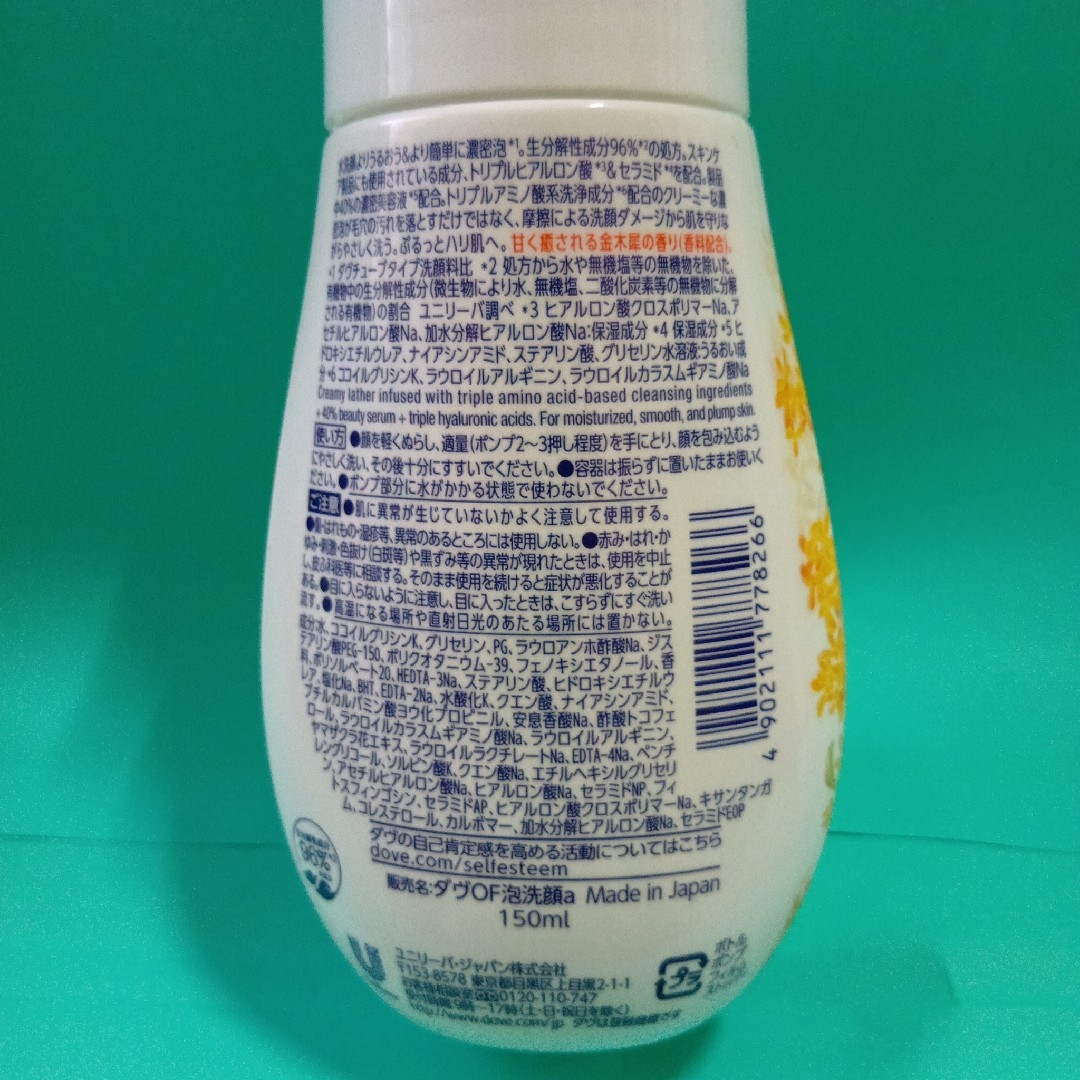 水洗顔よりうるおう&より簡単に濃密泡*1。生分解性成分96%*2の処方。スキンケ
ア製品にも使用されている成分、トリプルヒアルロン酸*3&セラミド*4を配合。製品
中40%の濃密美容液*5配合。トリプルアミノ酸系洗浄成分*6配合のクリーミーな濃
密泡が毛穴の汚れを落とすだけではなく、摩擦による洗顔ダメージから肌を守りな
がらやさしく洗う。ぷるっとハリ肌へ。甘く癒される金木犀の香り(香料配合)。
*1 ダヴチューブタイプ洗顔料比 *2 処方から水や無機塩等の無機物を除いた、
有機物中の生分解性成分(微生物により水、無機塩、二酸化炭素等の無機物に分解
される有機物)の割合 ユニリーバ調べ *3 ヒアルロン酸クロスポリマーNa、ア
セチルヒアルロン酸Na、加水分解ヒアルロン酸Na:保湿成分 *4 保湿成分 *5 ヒ
ドロキシエチルウレア、ナイアシンアミド、ステアリン酸、グリセリン水溶液:うるおい成
分 *6 ココイルグリシンK、ラウロイルアルギニン、ラウロイルカラスムギアミノ酸Na
Creamy lather infused with triple amino acid-based cleansing ingredients
+ 40% beauty serum + triple hyaluronic acids. For moisturized, smooth, and plump skin.
使い方 ●顔を軽くぬらし、適量(ポンプ2〜3押し程度)を手にとり、顔を包み込むよう
にやさしく洗い、その後十分にすすいでください。●容器は振らずに置いたままお使いく
ださい。●ポンプ部分に水がかかる状態で使わないでください。
ご注意 ●肌に異常が生じていないかよく注意して使用する。
●傷・はれもの・湿疹等、異常のあるところには使用しない。●赤み・はれ・か
ゆみ・刺激・色抜け(白斑等)や黒ずみ等の異常が現れたときは、使用を中止
し、皮ふ科医等に相談する。そのまま使用を続けると症状が悪化することが
ある。●目に入らないように注意し、目に入ったときは、こすらずにすぐ洗い
流す。●高温になる場所や直射日光のあたる場所には置かない。
成分:水、ココイルグリシンK、グリセリン、PG、ラウロアンホ酢酸Na、ジス
テアリン酸PEG-150、ポリクオタニウム-39、フェノキシエタノール、香
料、ポリソルベート20、HEDTA-3Na、ステアリン酸、ヒドロキシエチルウ
レア、塩化Na、BHT、EDTA-2Na、水酸化K、クエン酸、ナイアシンアミド、
ブチルカルバミン酸ヨウ化プロピニル、安息香酸Na、酢酸トコフェ
ロール、ラウロイルカラスムギアミノ酸Na、ラウロイルアルギニン、
ヤマザクラ花エキス、ラウロイルラクチレートNa、EDTA-4Na、ペンチ
レングリコール、ソルビン酸K、クエン酸Na、エチルヘキシルグリセリ
ン、アセチルヒアルロン酸Na、ヒアルロン酸Na、セラミドNP、フィ
トスフィンゴシン、セラミドAP、ヒアルロン酸クロスポリマーNa、キサンタンガ
ム、コレステロール、カルボマー、加水分解ヒアルロン酸Na、セラミドEOP
4902111778266
ダヴの自己肯定感を高める活動についてはこちら
dove.com/selfesteem
96%
販売名:ダヴOF泡洗顔a Made in Japan
150ml
ユニリーバ・ジャパン株式会社
〒153-8578 東京都目黒区上目黒2-1-1
お客様相談室 0120-110-747
受付時間 9時〜17時(土・日・祝日を除く)
http://www.dove.com/jp ダヴは登録商標です
プラ
ボトル
ポンプ
フィルム